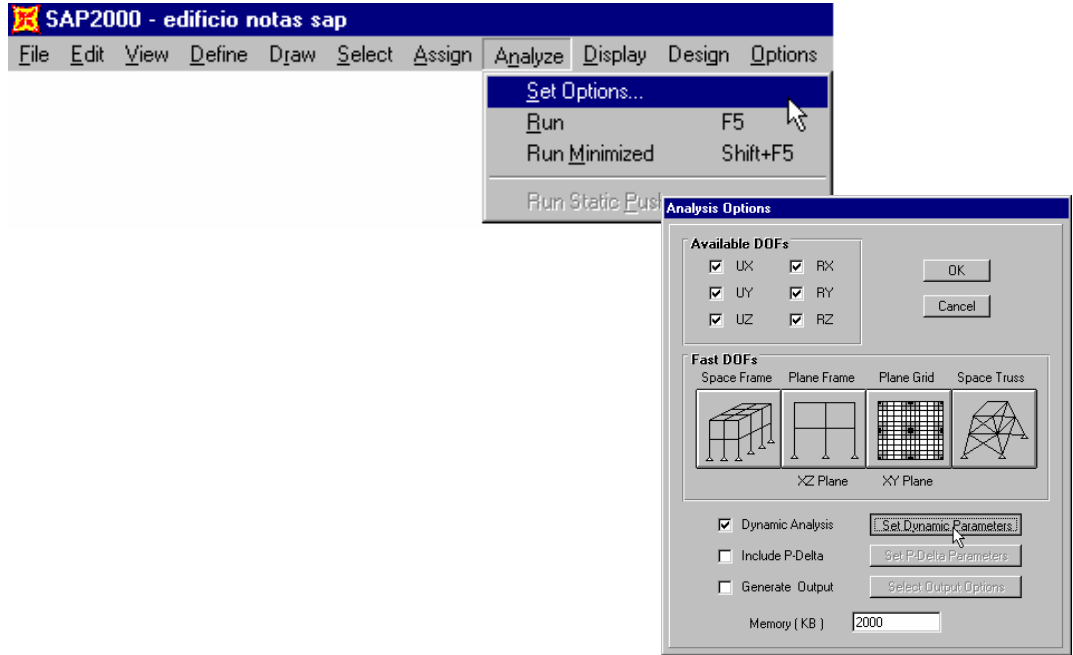 SAP2000 - edificio notas sap
File Edit View Define Draw Select Assign Analyze Display Design Options
Set Options...
Run F5
Run Minimized Shift+F5
Run Static
Analysis Options
Available DOFs
UX RX
OK
UY RY
Cancel
UZ RZ
Fast DOFs
Space Frame Plane Frame Plane Grid Space Truss
XZ Plane XY Plane
Dynamic Analysis Set Dynamic Parameters
Include P-Delta Set P-Delta Parameters
Generate Output Select Output Options
Memory ( KB ) 2000